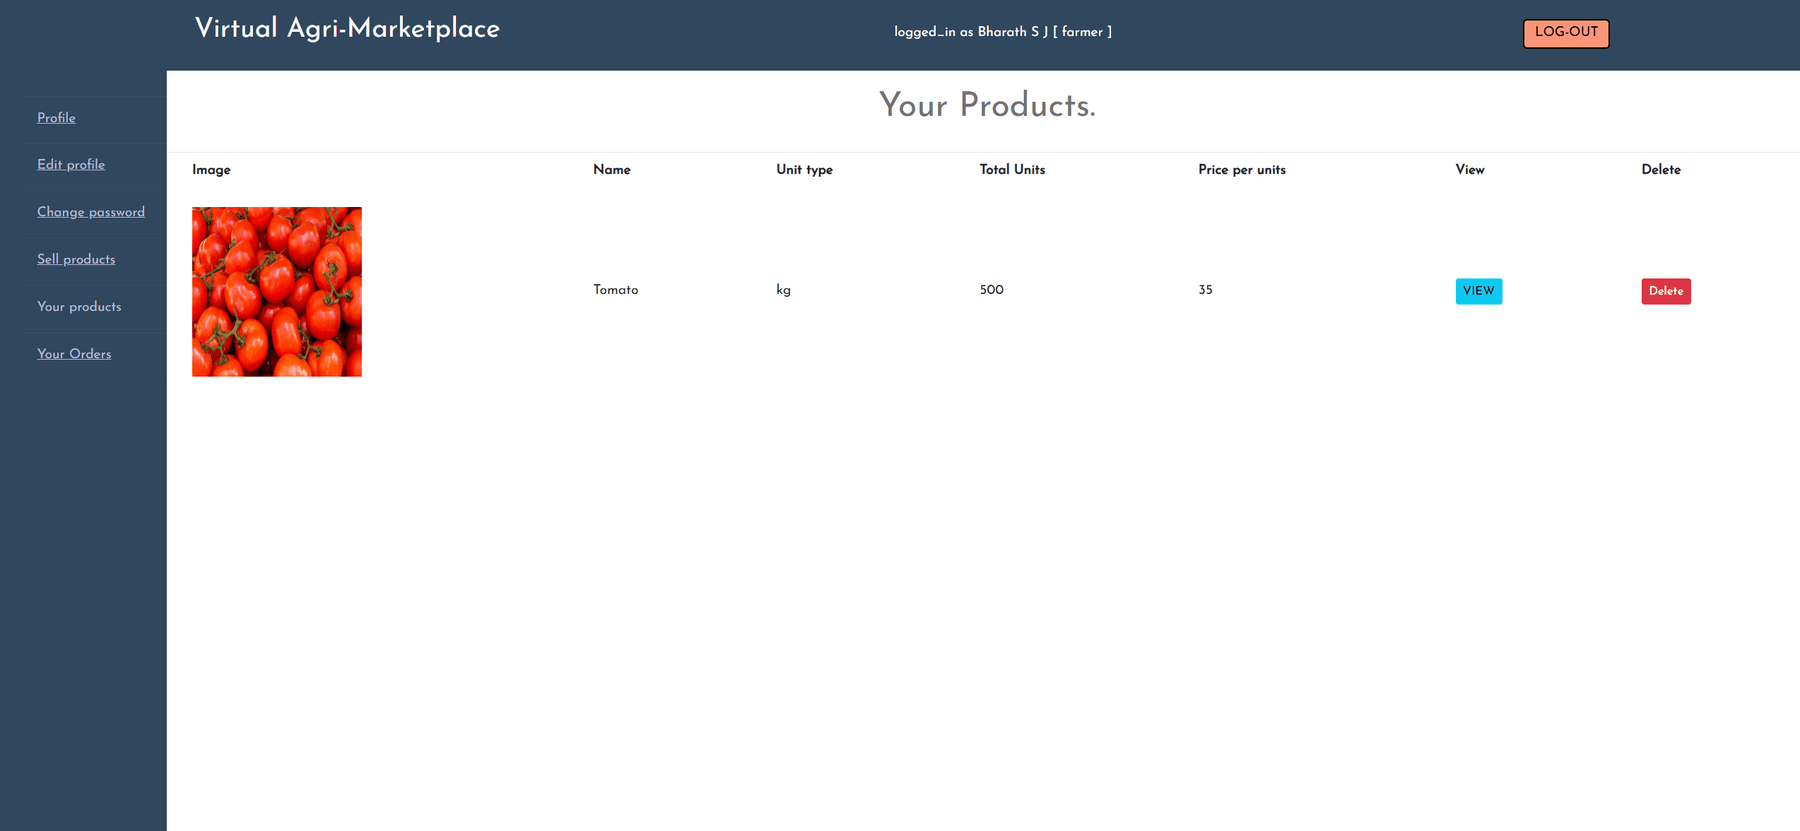 Virtual Agri-Marketplace
logged_in as Bharath S J [ farmer ]
LOG-OUT
Profile
Edit profile
Change password
Sell products
Your products
Your Orders
Your Products.
Image Name Unit type Total Units Price per units View Delete
Tomato kg 500 35 VIEW Delete